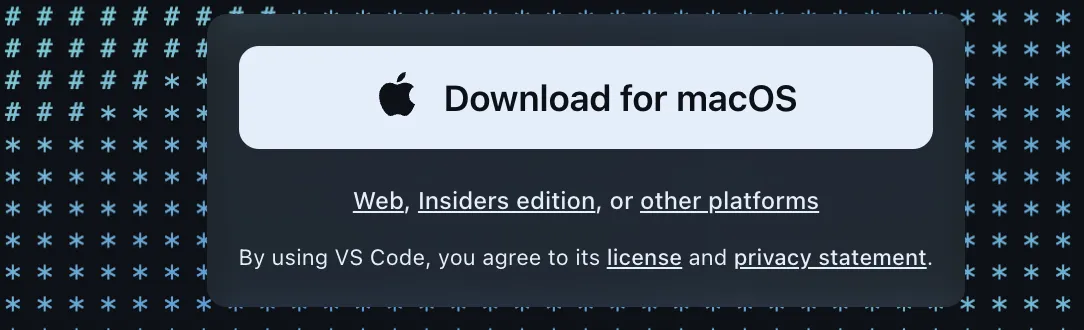 Download for macOS
Web, Insiders edition, or other platforms
By using VS Code, you agree to its license and privacy statement.